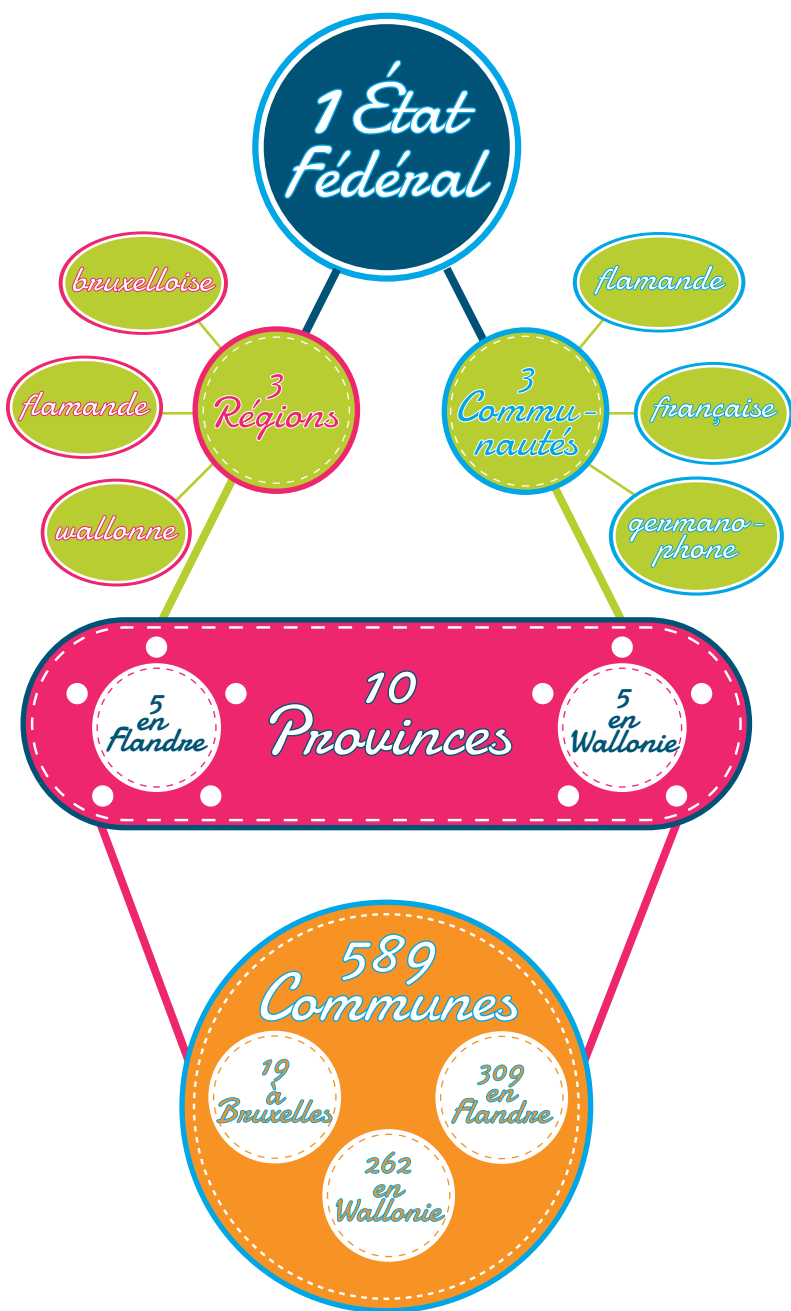 1 État
fédéral
bruxelloise
flamande
wallonne
3
Régions
3
Commu-
nautés
flamande
française
germano-
phone
10
Provinces
5
en
flandre
5
en
Wallonie
589
Communes
19
à
Bruxelles
309
en
flandre
262
en
Wallonie